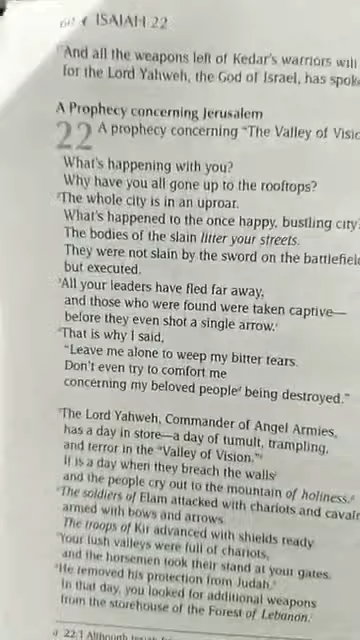 ISAIAH 22
And all the weapons left of Kedar's warriors will
for the Lord Yahweh, the God of Israel, has
A Prophecy concerning Jerusalem
22 A prophecy concerning "The Valley of
What's happening with you?
Why have you all gone up to the rooftops?
The whole city is in an uproar.
What's happened to the once happy, bustling city?
The bodies of the slain litter your streets.
They were not slain by the sword on the
but executed.
All your leaders have fled far away,
and those who were found were taken captive—
before they even shot a single arrow.
That is why I said,
"Leave me alone to weep my bitter tears.
Don't even try to comfort me
concerning my beloved people being destroyed."
The Lord Yahweh, Commander of Angel Armies,
has a day in store—a day of tumult, trampling,
and terror in the "Valley of Vision."
It is a day when they breach the walls
and the people cry out to the mountain of holiness.
The soldiers of Elam attacked with chariots and
armed with bows and arrows.
The troops of Kir advanced with shields ready.
Your lush valleys were full of chariots,
and the horsemen took their stand at your gates.
He removed his protection from Judah.
In that day, you looked for additional weapons
from the storehouse of the Forest of Lebanon.
22:1 Although